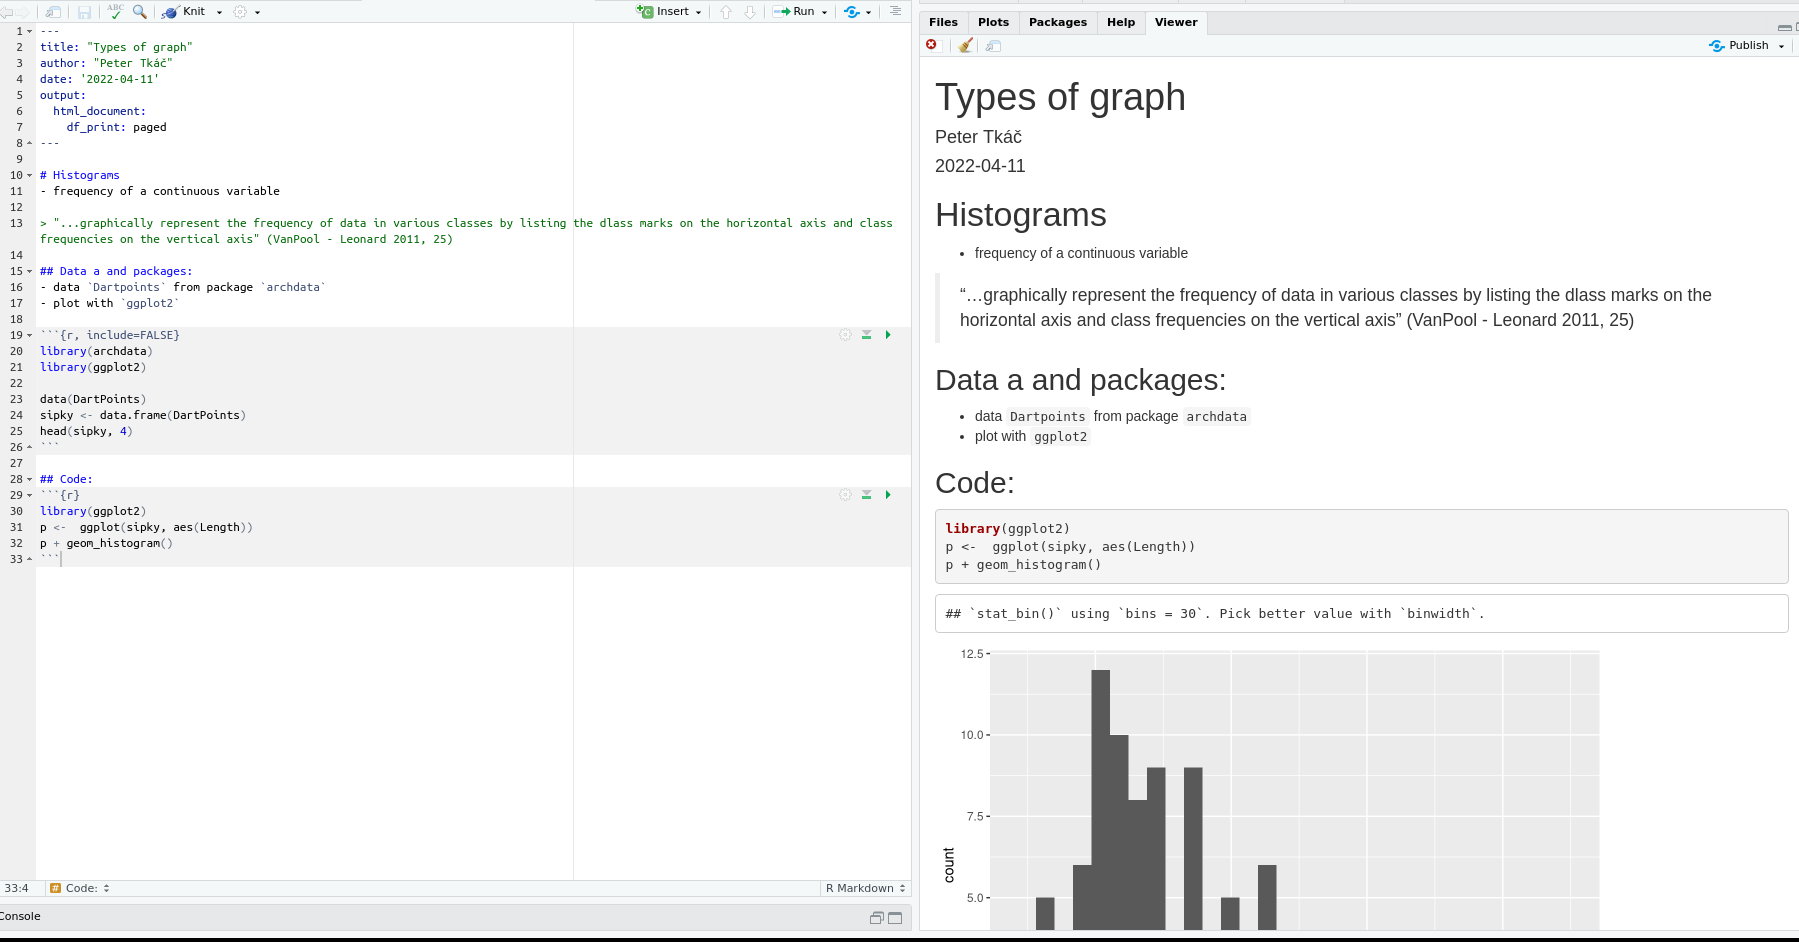 ABC
Knit
Insert
Run
1 ---
2 title: "Types of graph"
3 author: "Peter Tkáč"
4 date: '2022-04-11'
5 output:
6 html_document:
7 df_print: paged
8 ---
9
10 # Histograms
11 - frequency of a continuous variable
12
13 > "...graphically represent the frequency of data in various classes by listing the dlass marks on the horizontal axis and class
frequencies on the vertical axis" (VanPool - Leonard 2011, 25)
14
15 ## Data a and packages:
16 - data `Dartpoints` from package `archdata`
17 - plot with `ggplot2`
18
19 ```{r, include=FALSE}
20 library(archdata)
21 library(ggplot2)
22
23 data(DartPoints)
24 sipky <- data.frame(DartPoints)
25 head(sipky, 4)
26 ```
27
28 ## Code:
29 ```{r}
30 library(ggplot2)
31 p <-  ggplot(sipky, aes(Length))
32 p + geom_histogram()
33 ```
33:4
# Code:
R Markdown
Console
Files Plots Packages Help Viewer
Publish
Types of graph
Peter Tkáč
2022-04-11
Histograms
• frequency of a continuous variable
“…graphically represent the frequency of data in various classes by listing the dlass marks on the
horizontal axis and class frequencies on the vertical axis” (VanPool - Leonard 2011, 25)
Data a and packages:
• data Dartpoints from package archdata
• plot with ggplot2
Code:
library(ggplot2)
p <-  ggplot(sipky, aes(Length))
p + geom_histogram()
## `stat_bin()` using `bins = 30`. Pick better value with `binwidth`.
12.5
10.0
7.5
count
5.0